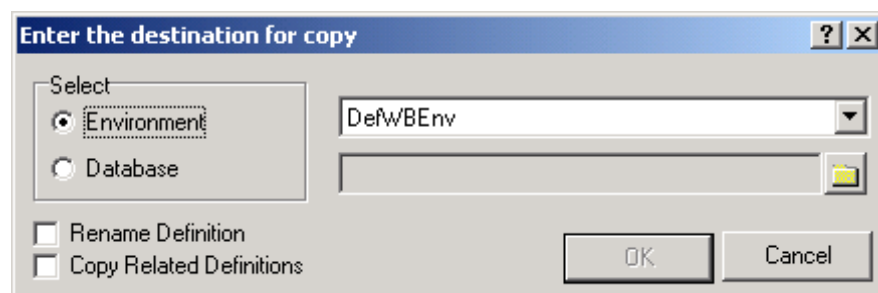 Enter the destination for copy
Select
Environment
DefWBEnv
Database
Rename Definition
Copy Related Definitions
OK
Cancel